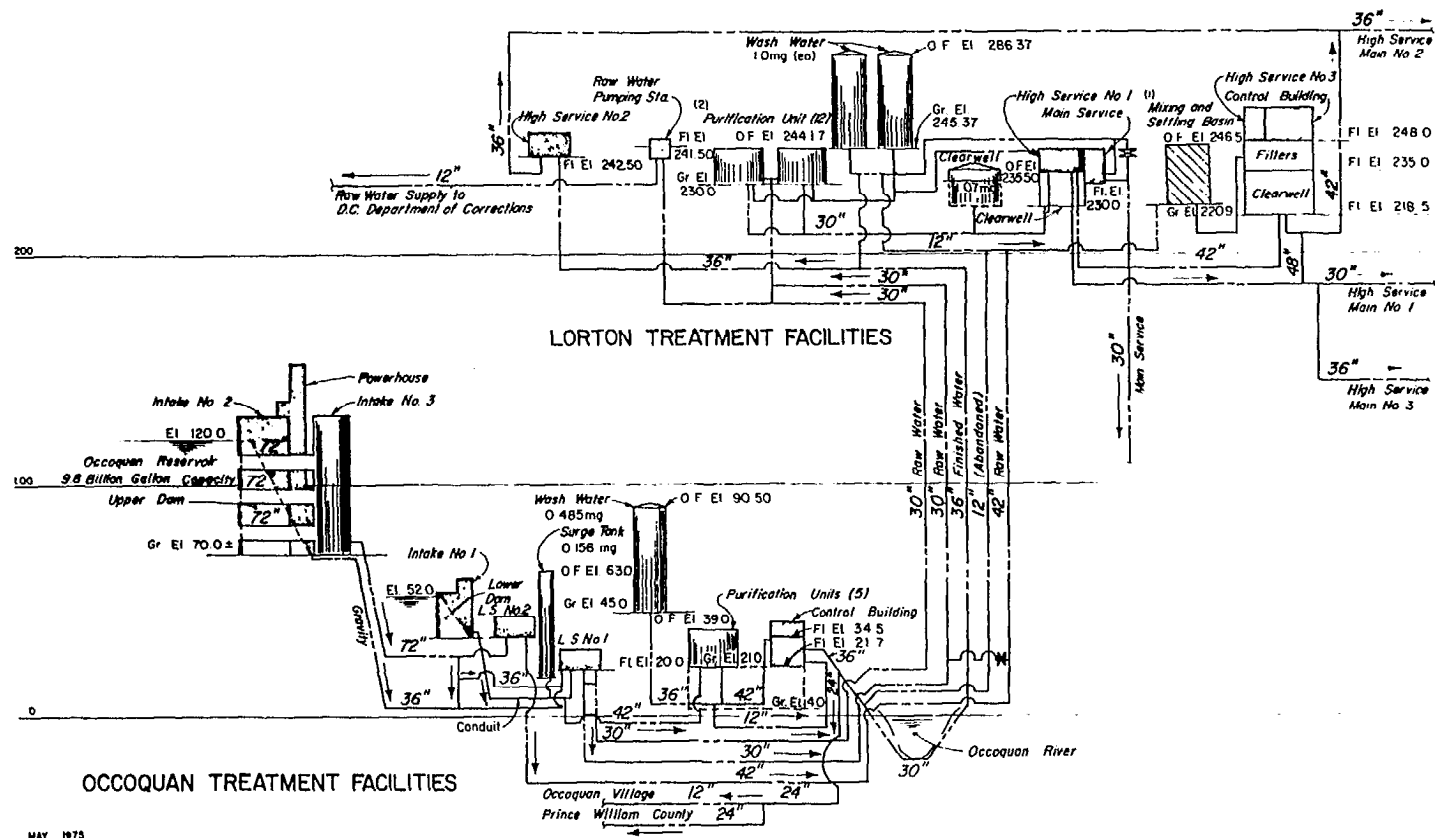 36"
High Service
Main No 2
Wash Water
1.0mg (ea)
O F El 286.37
Raw Water
Pumping Sta.
(2)
High Service No.2
Fl El 242.50
36"
Fl El
241.50
Purification Unit (12)
O F El 244.17
Gr El
230.0
Gr. El
245.37
High Service No 1 (1)
Main Service
Clearwell
0.7mg
O F El
235.50
Fl. El
230.0
Clearwell
Mixing and
Settling Basin
O F El 246.5
Gr El 220.9
High Service No 3
Control Building
Filters
Clearwell
Fl El 248.0
Fl El 235.0
Fl El 218.5
42"
12"
Raw Water Supply to
D.C. Department of Corrections
30"
12"
200
36"
30"
30"
42"
48"
30"
High Service
Main No 1
36"
High Service
Main No 3
30"
Main Service
LORTON TREATMENT FACILITIES
30" Raw Water
30" Raw Water
36" Finished Water
12" (Abandoned)
42" Raw Water
Powerhouse
Intake No 2
Intake No. 3
El 120.0
72"
Occoquan Reservoir
9.8 Billion Gallon Capacity
72"
100
Upper Dam
72"
Gr El 70.0±
Gravity
Intake No 1
El 52.0
Lower
Dam
L S No.2
72"
36"
36"
Conduit
Wash Water
0.485mg
O F El 90.50
Surge Tank
0.156 mg
O F El 63.0
Gr El 45.0
L S No 1
Fl El 20.0
O F El 39.0
Purification Units (5)
Gr. El 21.0
Control Building
Fl El 34.5
Fl El 21.7
36"
24"
36"
42"
Gr. El 14.0
12"
42"
30"
30"
42"
0
Occoquan River
30"
OCCOQUAN TREATMENT FACILITIES
Occoquan Village 12" 24"
Prince William County 24"
MAY 1975